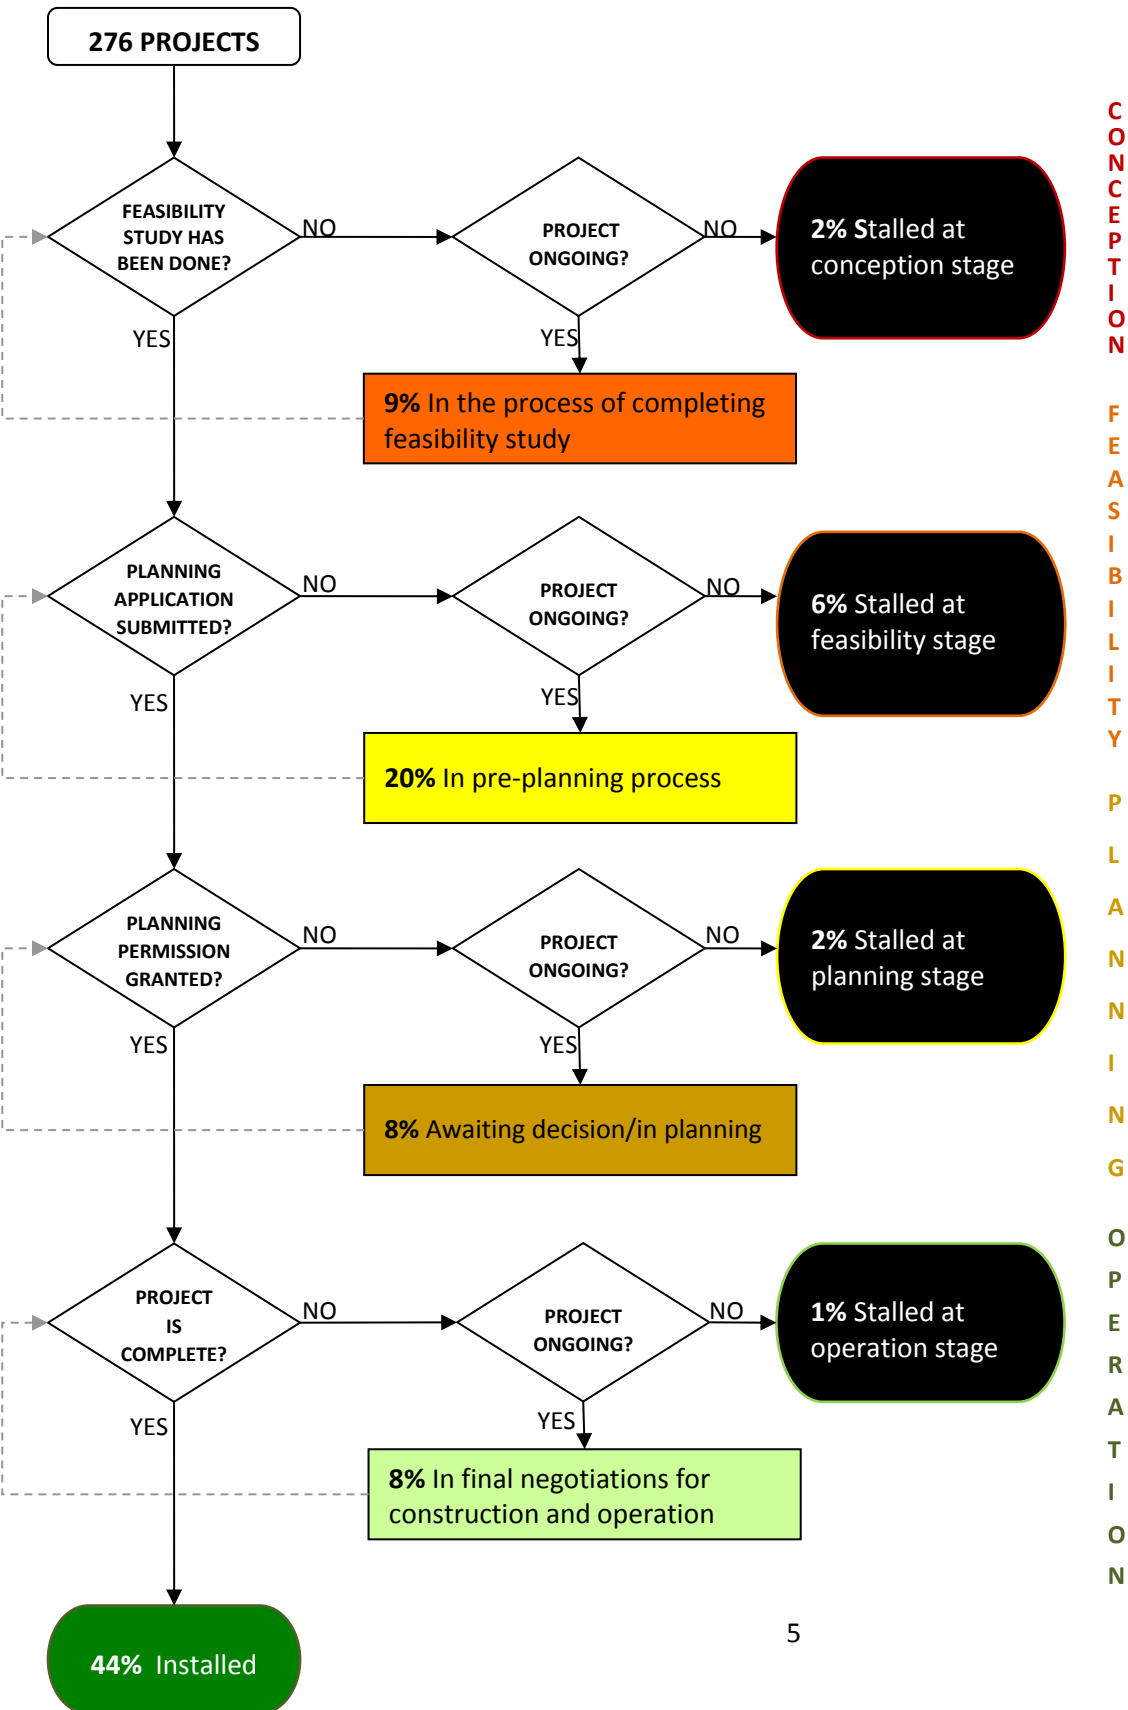 276 PROJECTS
FEASIBILITY
STUDY HAS
BEEN DONE?
NO
PROJECT
ONGOING?
NO
2% Stalled at
conception stage
YES
YES
9% In the process of completing
feasibility study
PLANNING
APPLICATION
SUBMITTED?
NO
PROJECT
ONGOING?
NO
6% Stalled at
feasibility stage
YES
YES
20% In pre-planning process
PLANNING
PERMISSION
GRANTED?
NO
PROJECT
ONGOING?
NO
2% Stalled at
planning stage
YES
YES
8% Awaiting decision/in planning
PROJECT
IS
COMPLETE?
NO
PROJECT
ONGOING?
NO
1% Stalled at
operation stage
YES
YES
8% In final negotiations for
construction and operation
44% Installed
5
CONCEPTION
FEASIBILITY
PLANNING
OPERATION